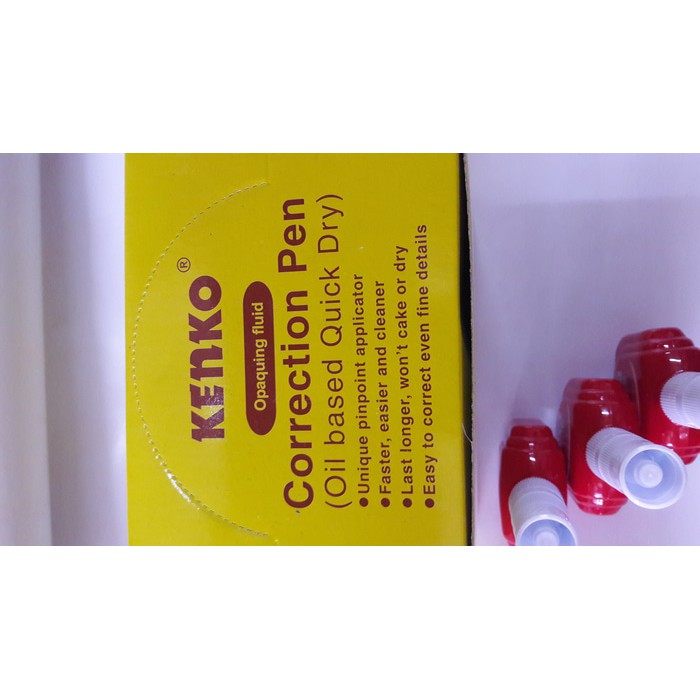 KENKO®
Opaquing fluid
Correction Pen
(Oil based Quick Dry)
●Unique pinpoint applicator
●Faster, easier and cleaner
●Last longer, won't cake or dry
●Easy to correct even fine details